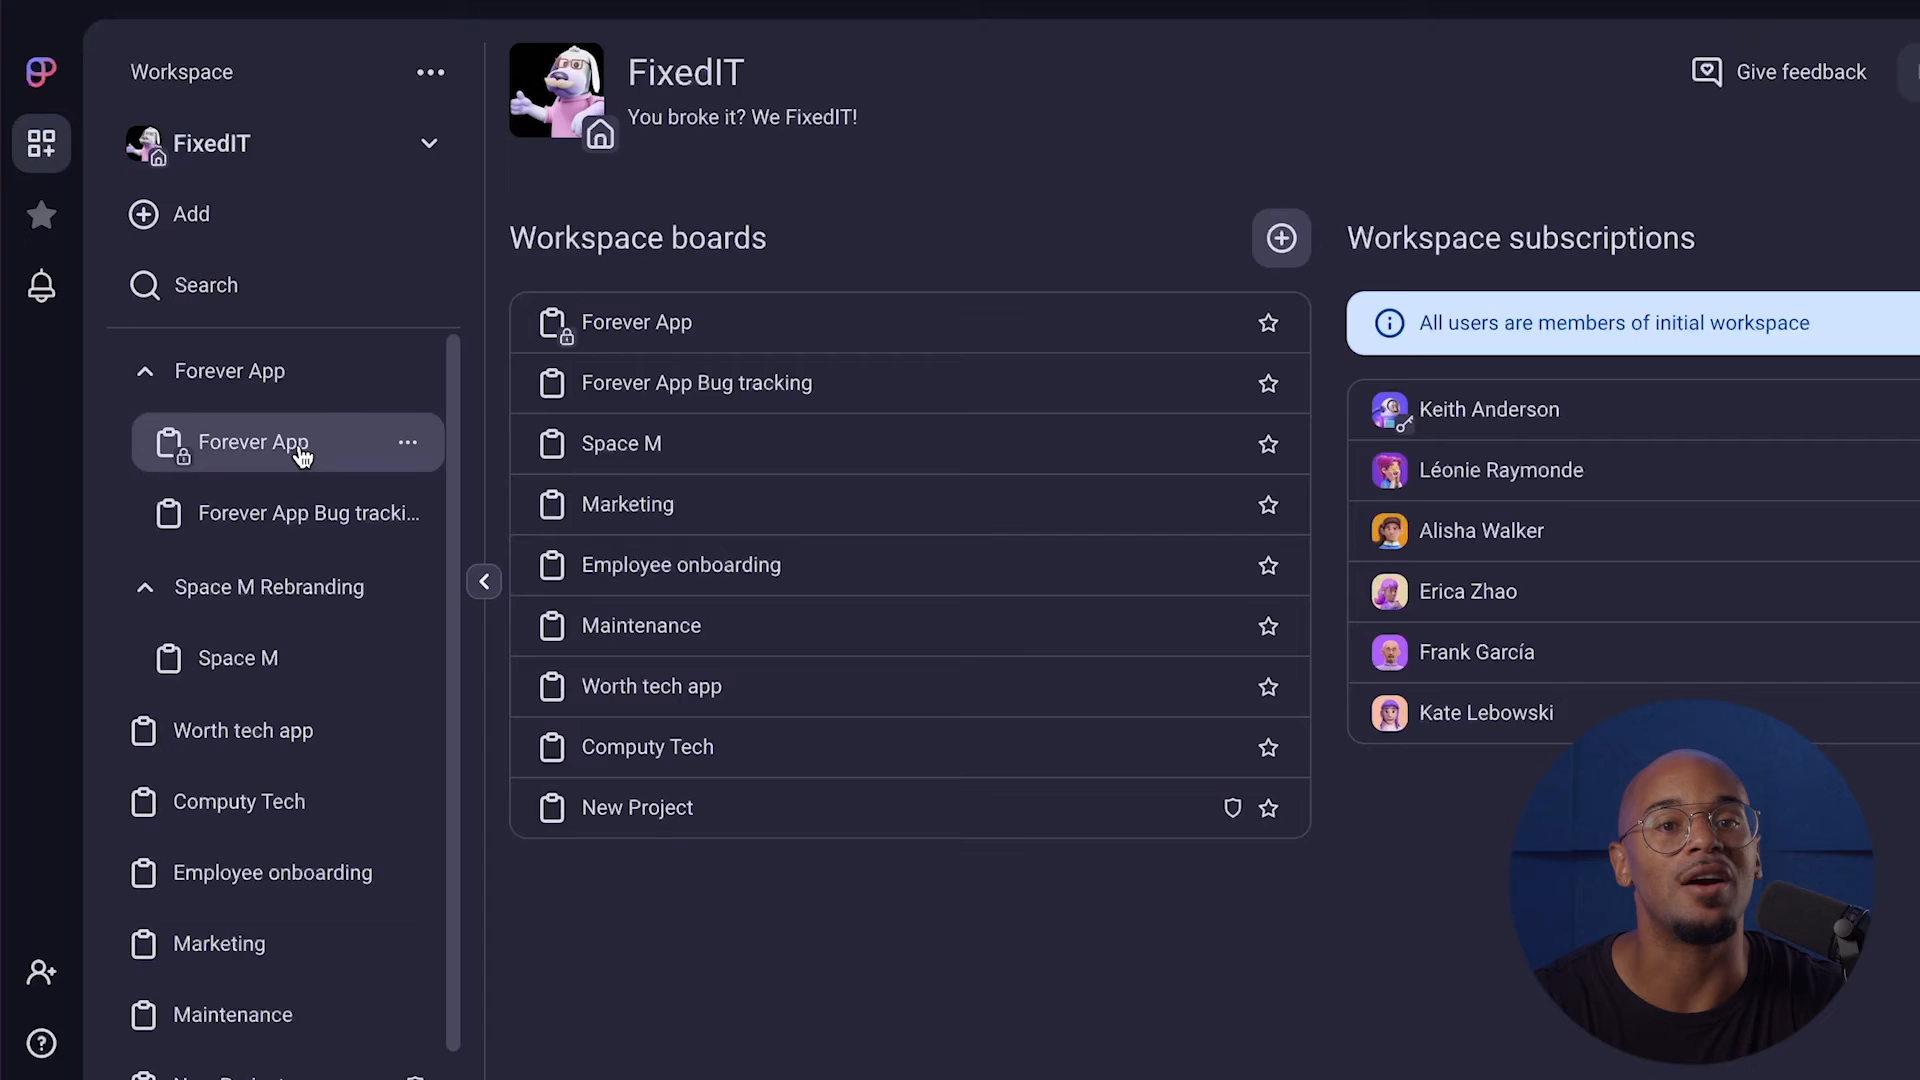 Workspace
FixedIT
Add
Search
Forever App
Forever App
Forever App Bug tracki...
Space M Rebranding
Space M
Worth tech app
Computy Tech
Employee onboarding
Marketing
Maintenance
FixedIT
You broke it? We FixedIT!
Give feedback
Workspace boards
Forever App
Forever App Bug tracking
Space M
Marketing
Employee onboarding
Maintenance
Worth tech app
Computy Tech
New Project
Workspace subscriptions
All users are members of initial workspace
Keith Anderson
Léonie Raymonde
Alisha Walker
Erica Zhao
Frank García
Kate Lebowski